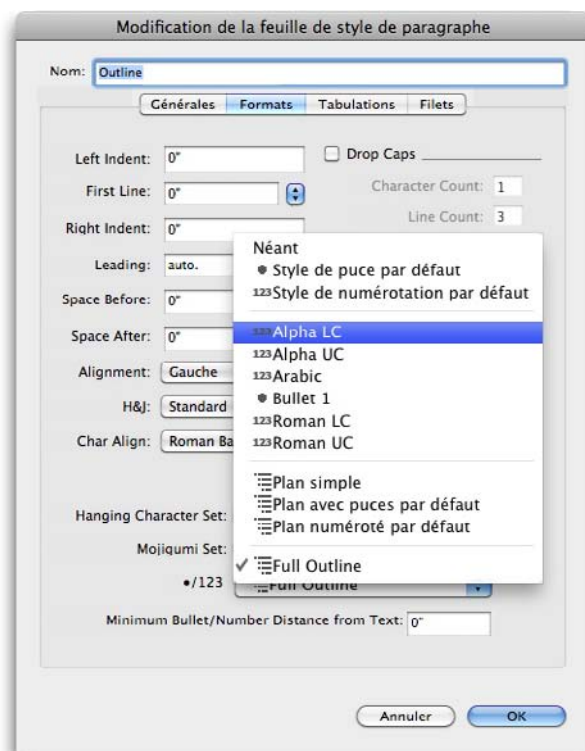 Modification de la feuille de style de paragraphe
Nom: Outline
Générales Formats Tabulations Filets
Left Indent: 0"
Drop Caps
First Line: 0"
Character Count: 1
Line Count: 3
Right Indent: 0"
Leading: auto.
Space Before: 0"
Space After: 0"
Alignment: Gauche
H&J: Standard
Char Align: Roman Ba
Hanging Character Set:
Mojigumi Set:
•/123 Full Outline
Néant
• Style de puce par défaut
123 Style de numérotation par défaut
123 Alpha LC
123 Alpha UC
123 Arabic
• Bullet 1
123 Roman LC
123 Roman UC
Plan simple
Plan avec puces par défaut
Plan numéroté par défaut
✓ Full Outline
Minimum Bullet/Number Distance from Text: 0"
Annuler OK